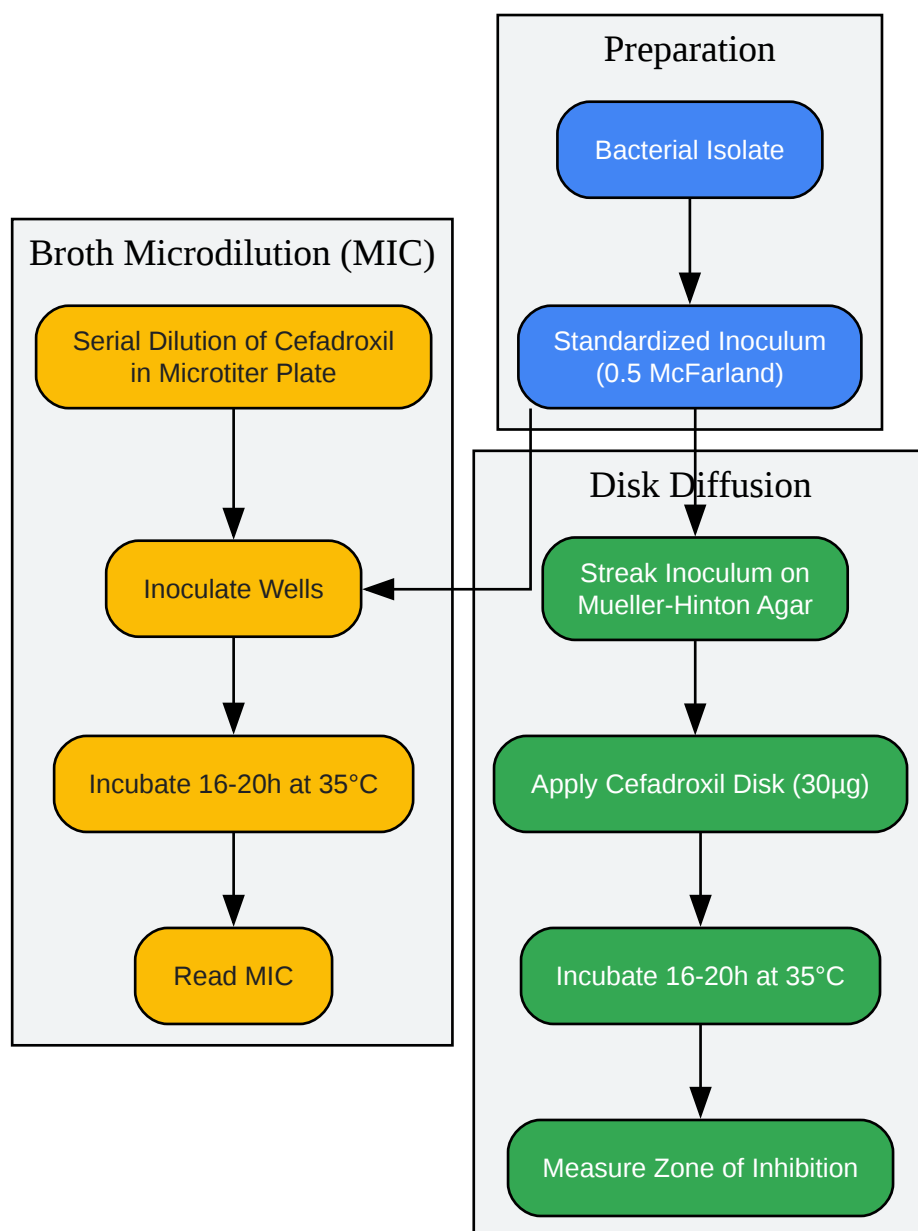 Preparation
Bacterial Isolate
Standardized Inoculum
(0.5 McFarland)
Broth Microdilution (MIC)
Serial Dilution of Cefadroxil
in Microtiter Plate
Inoculate Wells
Incubate 16-20h at 35°C
Read MIC
Disk Diffusion
Streak Inoculum on
Mueller-Hinton Agar
Apply Cefadroxil Disk (30µg)
Incubate 16-20h at 35°C
Measure Zone of Inhibition